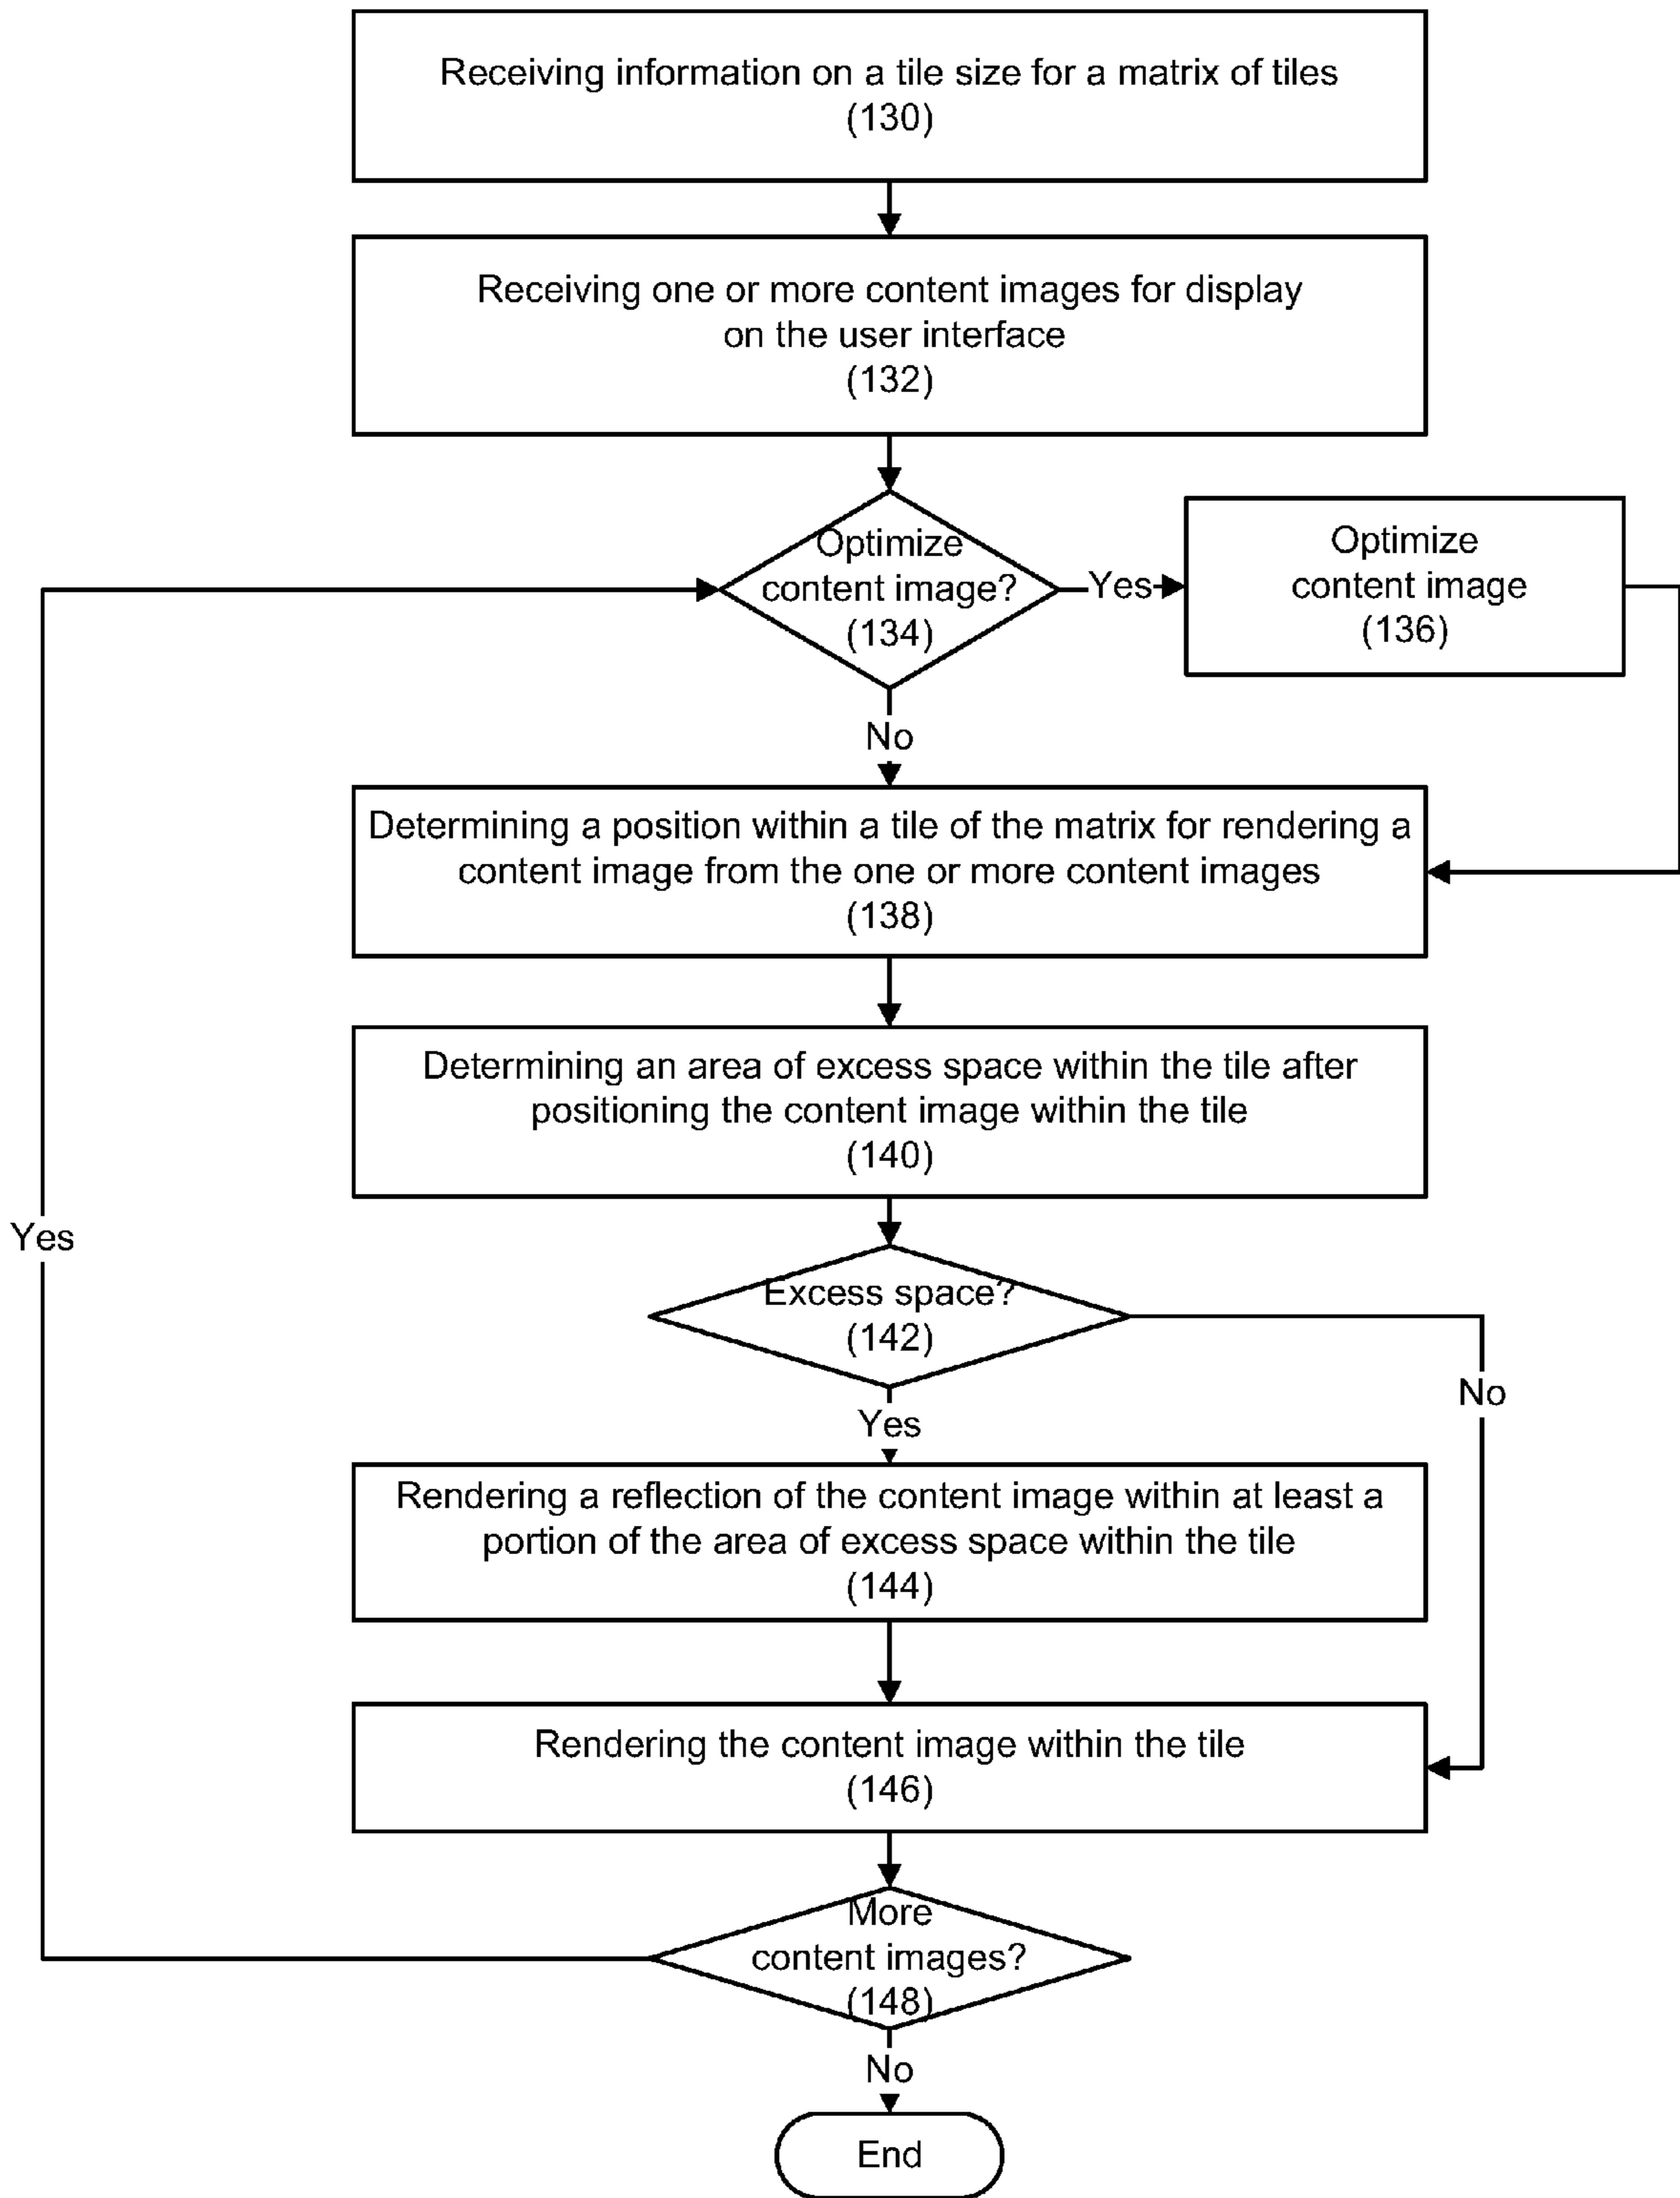 Receiving information on a tile size for a matrix of tiles
(130)
Receiving one or more content images for display
on the user interface
(132)
Optimize
content image?
(134)
Yes
Optimize
content image
(136)
No
Determining a position within a tile of the matrix for rendering a
content image from the one or more content images
(138)
Determining an area of excess space within the tile after
positioning the content image within the tile
(140)
Yes
Excess space?
(142)
No
Yes
Rendering a reflection of the content image within at least a
portion of the area of excess space within the tile
(144)
Rendering the content image within the tile
(146)
More
content images?
(148)
No
End